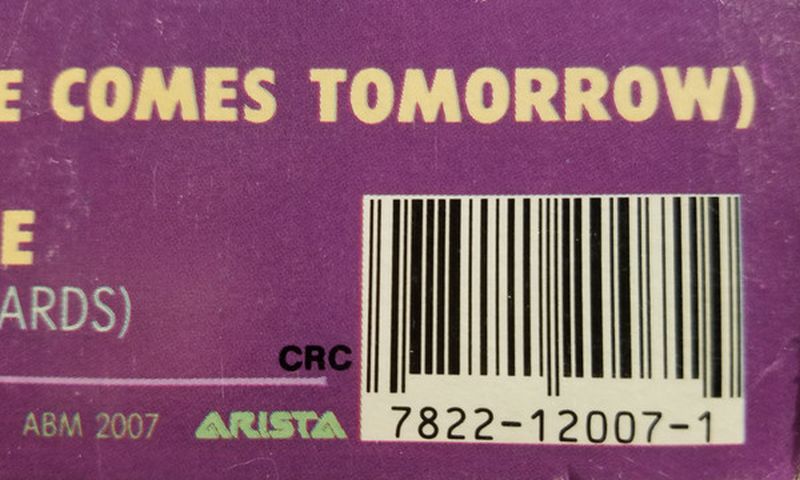 E COMES TOMORROW)
E
ARDS)
CRC
ABM 2007 ARISTA
7822-12007-1